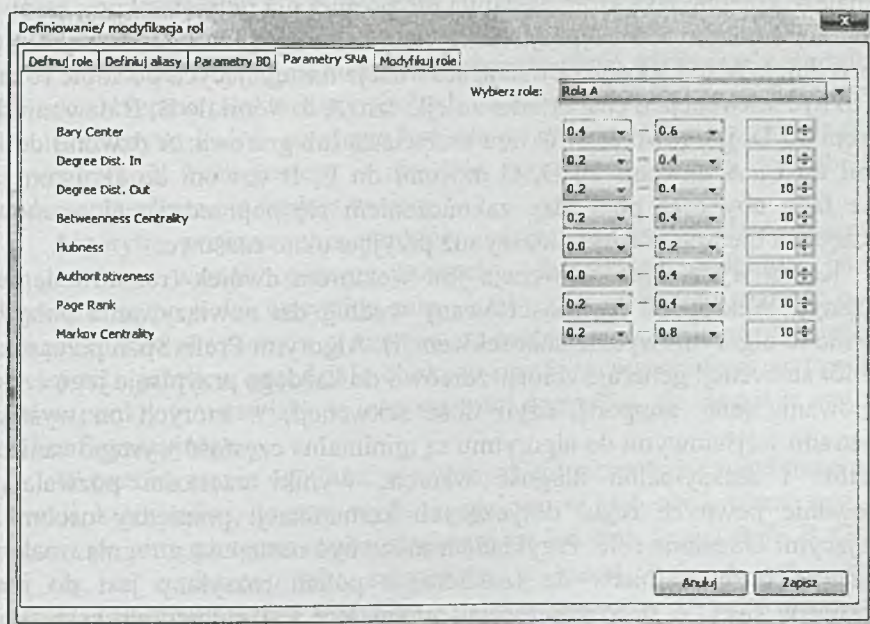 Definiowanie/ modyfikacja rol
Definiuj role Definiuj aliasy Parametry BD Parametry SNA Modyfikuj role
Wybierz role: Rola A
Bary Center 0.4 0.6 10
Degree Dist. In 0.2 0.4 10
Degree Dist. Out 0.2 0.4 10
Betweenness Centrality 0.2 0.4 10
Hubness 0.0 0.2 10
Authoritativeness 0.0 0.4 10
Page Rank 0.2 0.4 10
Markov Centrality 0.2 0.8 10
Anuluj Zapisz